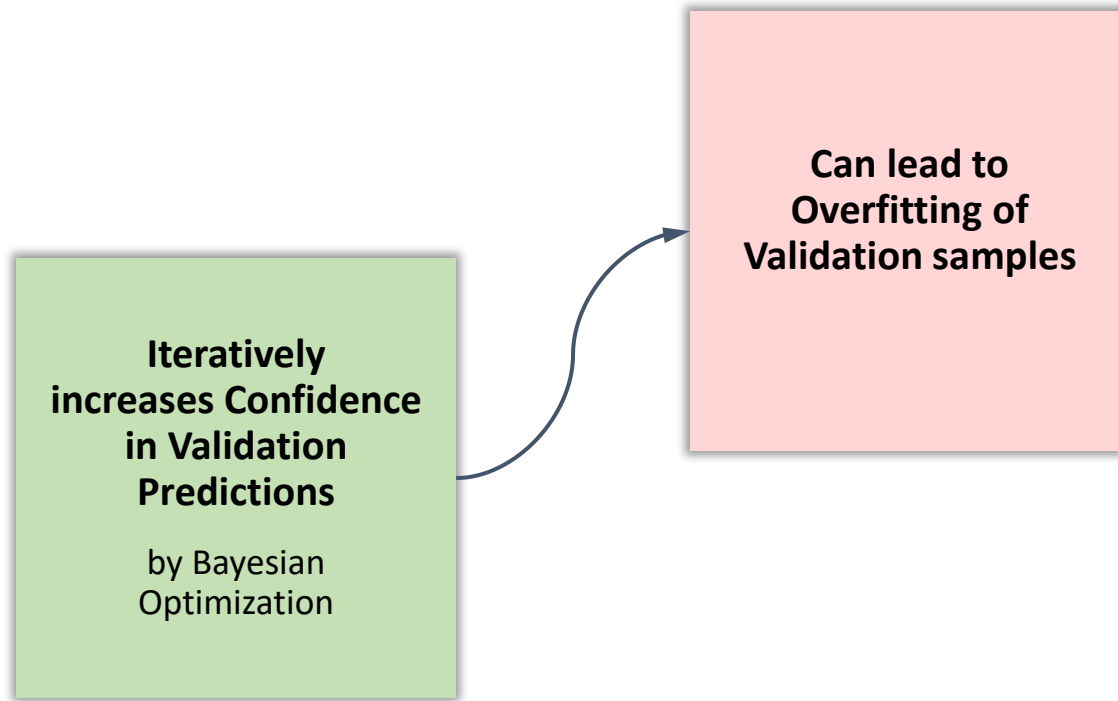 Iteratively
increases Confidence
in Validation
Predictions
by Bayesian
Optimization
Can lead to
Overfitting of
Validation samples